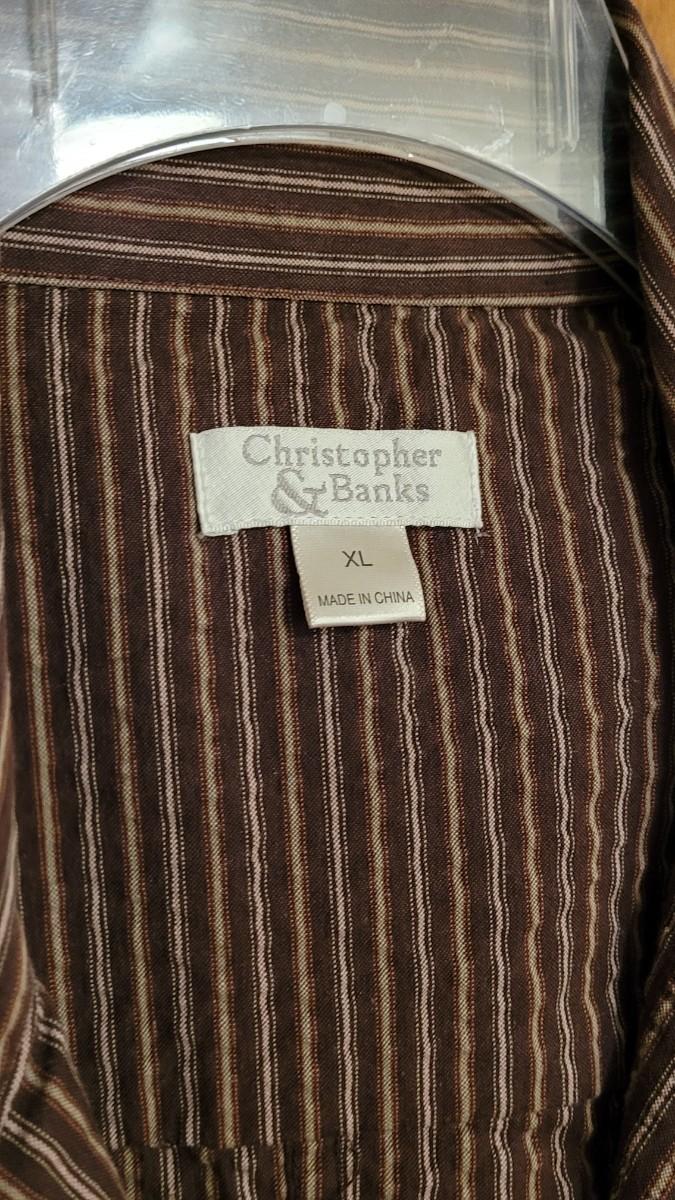 Christopher
& Banks
XL
MADE IN CHINA